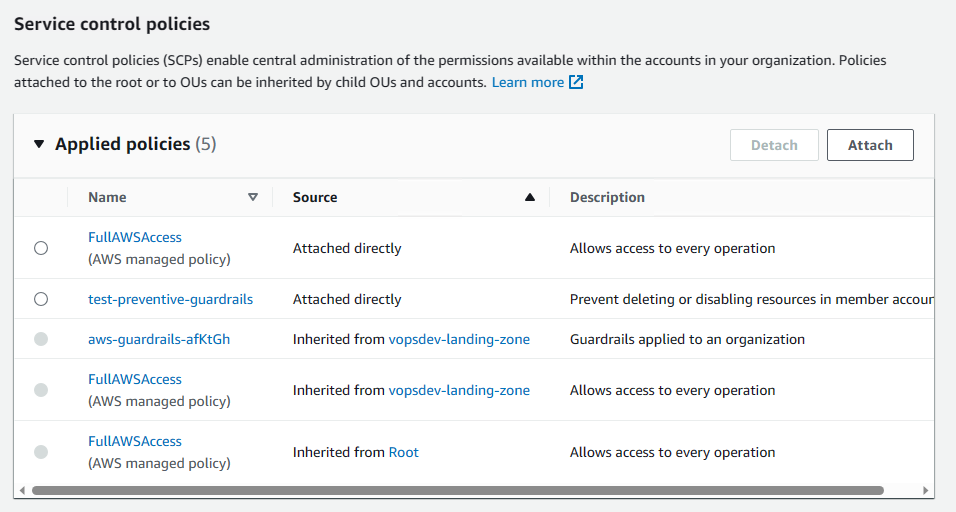 Service control policies
Service control policies (SCPs) enable central administration of the permissions available within the accounts in your organization. Policies
attached to the root or to OUs can be inherited by child OUs and accounts. Learn more
Applied policies (5)
Detach
Attach
Name
Source
Description
FullAWSAccess
(AWS managed policy)
Attached directly
Allows access to every operation
test-preventive-guardrails
Attached directly
Prevent deleting or disabling resources in member accoun
aws-guardrails-afKtGh
Inherited from vopsdev-landing-zone
Guardrails applied to an organization
FullAWSAccess
(AWS managed policy)
Inherited from vopsdev-landing-zone
Allows access to every operation
FullAWSAccess
(AWS managed policy)
Inherited from Root
Allows access to every operation